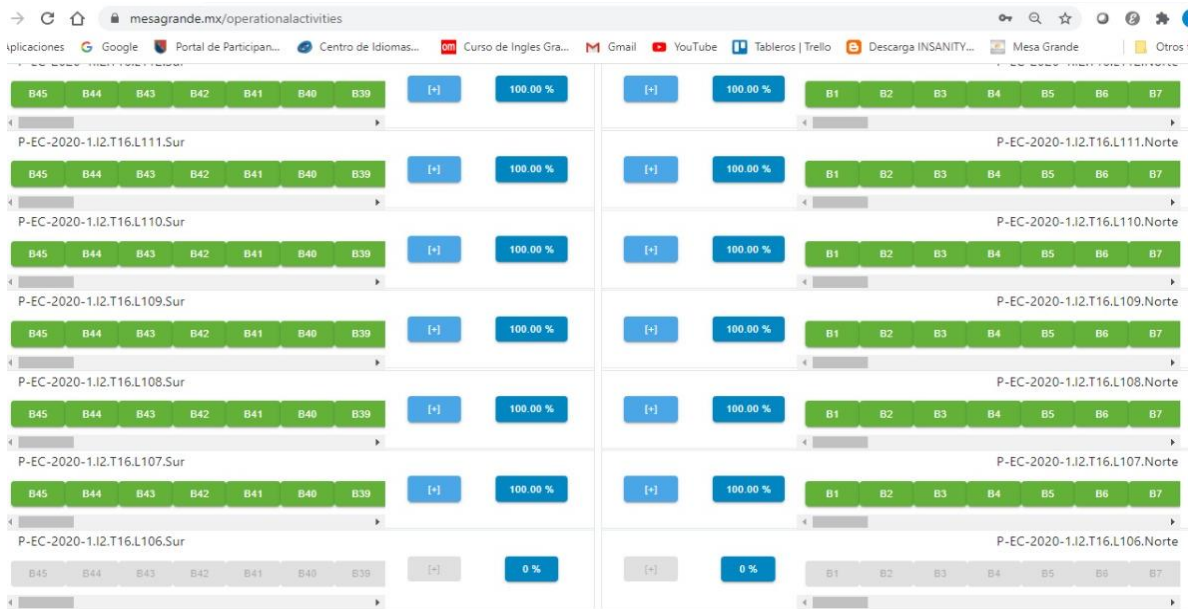 mesagrande.mx/operationalactivities
Aplicaciones Google Portal de Participan... Centro de Idiomas... om Curso de Ingles Gra... Gmail YouTube Tableros | Trello Descarga INSANITY... Mesa Grande Otros
B45 B44 B43 B42 B41 B40 B39 [+] 100.00 % [+] 100.00 % B1 B2 B3 B4 B5 B6 B7
P-EC-2020-1.I2.T16.L111.Sur P-EC-2020-1.I2.T16.L111.Norte
B45 B44 B43 B42 B41 B40 B39 [+] 100.00 % [+] 100.00 % B1 B2 B3 B4 B5 B6 B7
P-EC-2020-1.I2.T16.L110.Sur P-EC-2020-1.I2.T16.L110.Norte
B45 B44 B43 B42 B41 B40 B39 [+] 100.00 % [+] 100.00 % B1 B2 B3 B4 B5 B6 B7
P-EC-2020-1.I2.T16.L109.Sur P-EC-2020-1.I2.T16.L109.Norte
B45 B44 B43 B42 B41 B40 B39 [+] 100.00 % [+] 100.00 % B1 B2 B3 B4 B5 B6 B7
P-EC-2020-1.I2.T16.L108.Sur P-EC-2020-1.I2.T16.L108.Norte
B45 B44 B43 B42 B41 B40 B39 [+] 100.00 % [+] 100.00 % B1 B2 B3 B4 B5 B6 B7
P-EC-2020-1.I2.T16.L107.Sur P-EC-2020-1.I2.T16.L107.Norte
B45 B44 B43 B42 B41 B40 B39 [+] 100.00 % [+] 100.00 % B1 B2 B3 B4 B5 B6 B7
P-EC-2020-1.I2.T16.L106.Sur P-EC-2020-1.I2.T16.L106.Norte
B45 B44 B43 B42 B41 B40 B39 [+] 0 % [+] 0 % B1 B2 B3 B4 B5 B6 B7